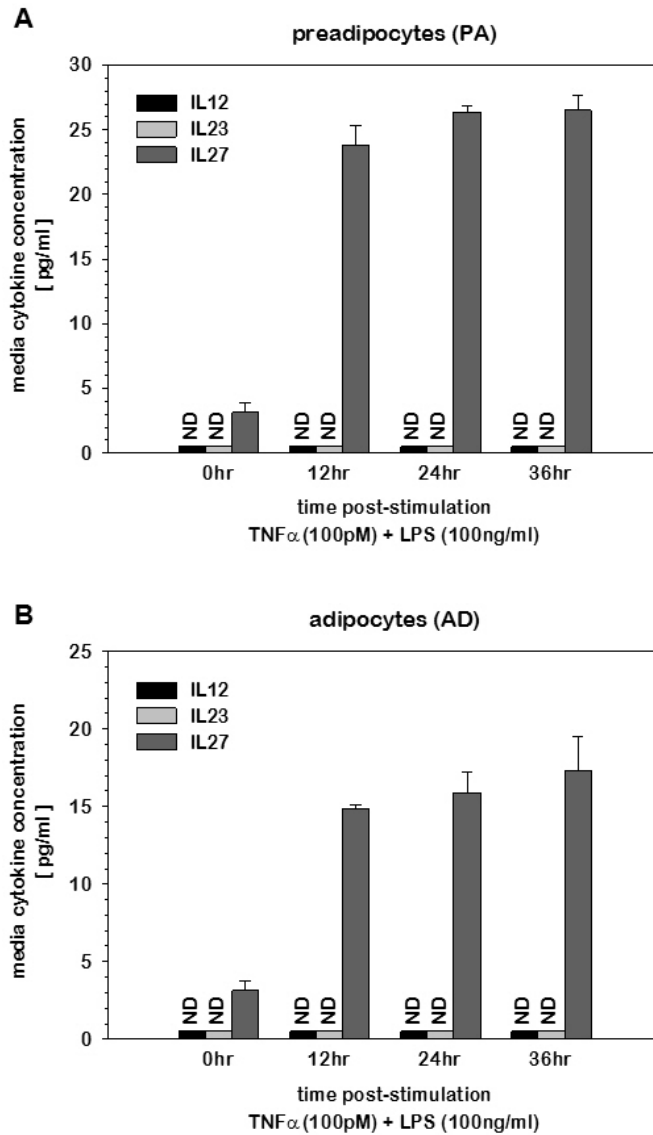 A
preadipocytes (PA)
30
25
20
15
10
5
0
media cytokine concentration
[ pg/ml ]
IL12
IL23
IL27
ND ND ND ND ND ND ND ND
0hr 12hr 24hr 36hr
time post-stimulation
TNFα (100pM) + LPS (100ng/ml)
B
adipocytes (AD)
25
20
15
10
5
0
media cytokine concentration
[ pg/ml ]
IL12
IL23
IL27
ND ND ND ND ND ND ND ND
0hr 12hr 24hr 36hr
time post-stimulation
TNFα (100pM) + LPS (100ng/ml)